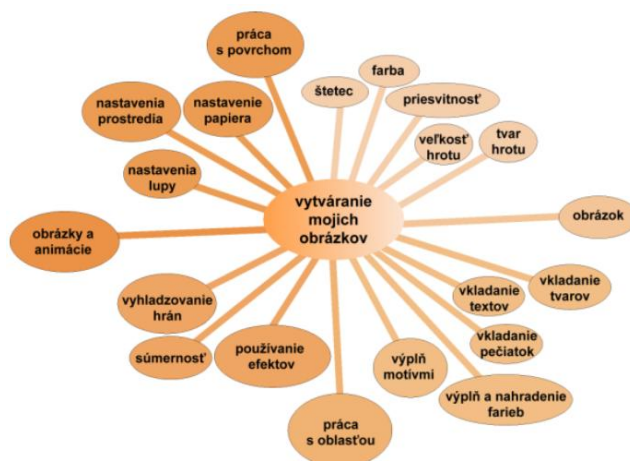 práca
s povrchom
farba
štetec
priesvitnosť
nastavenia
prostredia
nastavenie
papiera
veľkosť
hrotu
tvar
hrotu
nastavenia
lupy
vytváranie
mojich
obrázkov
obrázok
obrázky a
animácie
vkladanie
tvarov
vkladanie
textov
vyhladzovanie
hrán
vkladanie
pečiatok
súmernosť
používanie
efektov
výplň
motívmi
výplň a nahradenie
farieb
práca
s oblasťou